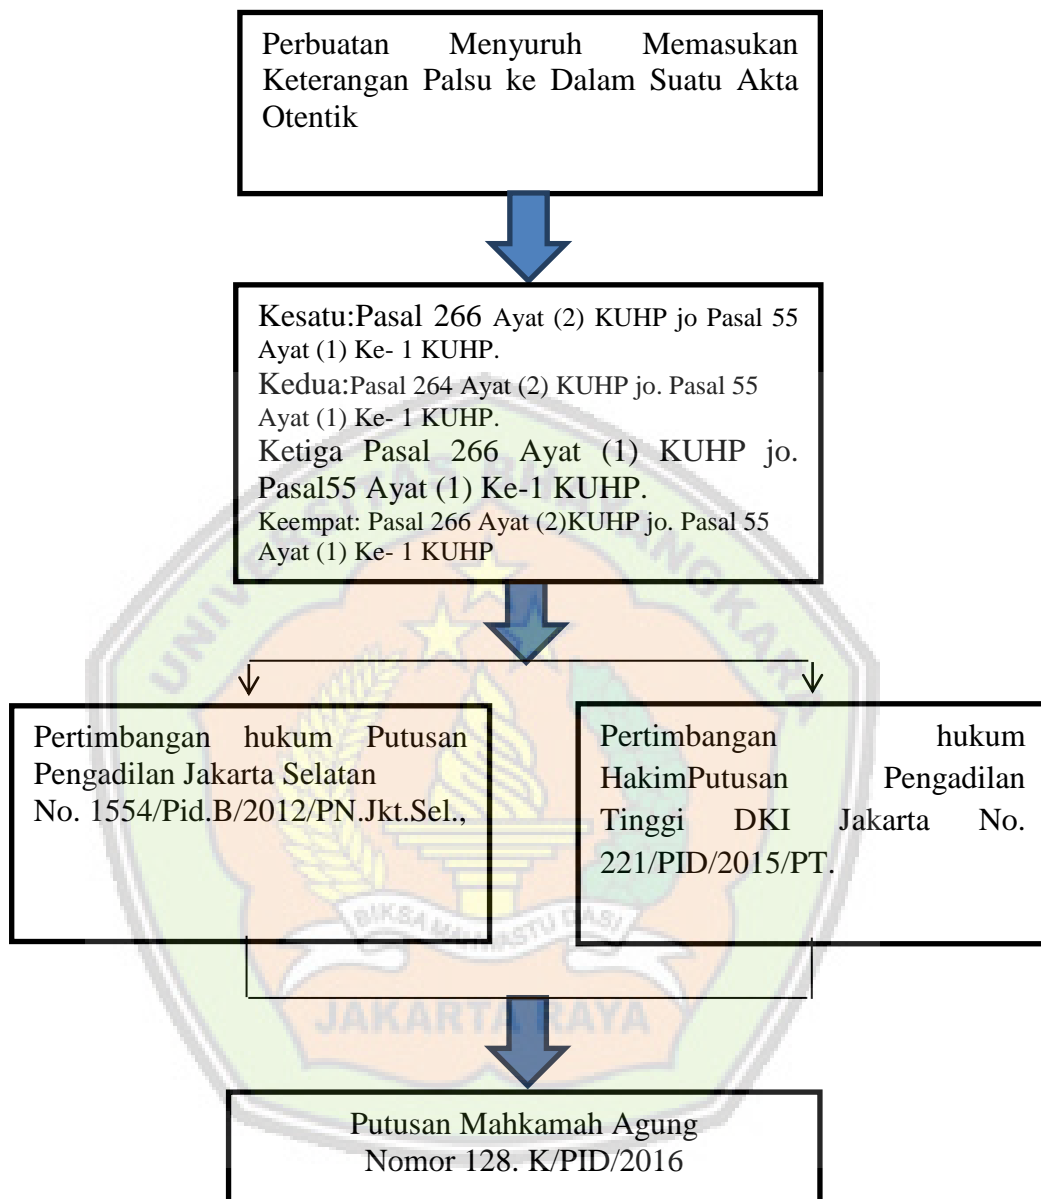 Perbuatan Menyuruh Memasukan
Keterangan Palsu ke Dalam Suatu Akta
Otentik
Kesatu:Pasal 266 Ayat (2) KUHP jo Pasal 55
Ayat (1) Ke- 1 KUHP.
Kedua:Pasal 264 Ayat (2) KUHP jo. Pasal 55
Ayat (1) Ke- 1 KUHP.
Ketiga Pasal 266 Ayat (1) KUHP jo.
Pasal55 Ayat (1) Ke-1 KUHP.
Keempat: Pasal 266 Ayat (2)KUHP jo. Pasal 55
Ayat (1) Ke- 1 KUHP
Pertimbangan hukum Putusan
Pengadilan Jakarta Selatan
No. 1554/Pid.B/2012/PN.Jkt.Sel.,
Pertimbangan hukum
HakimPutusan Pengadilan
Tinggi DKI Jakarta No.
221/PID/2015/PT.
Putusan Mahkamah Agung
Nomor 128. K/PID/2016
UNIVERSITAS BHAYANGKARA
JAKARTA RAYA